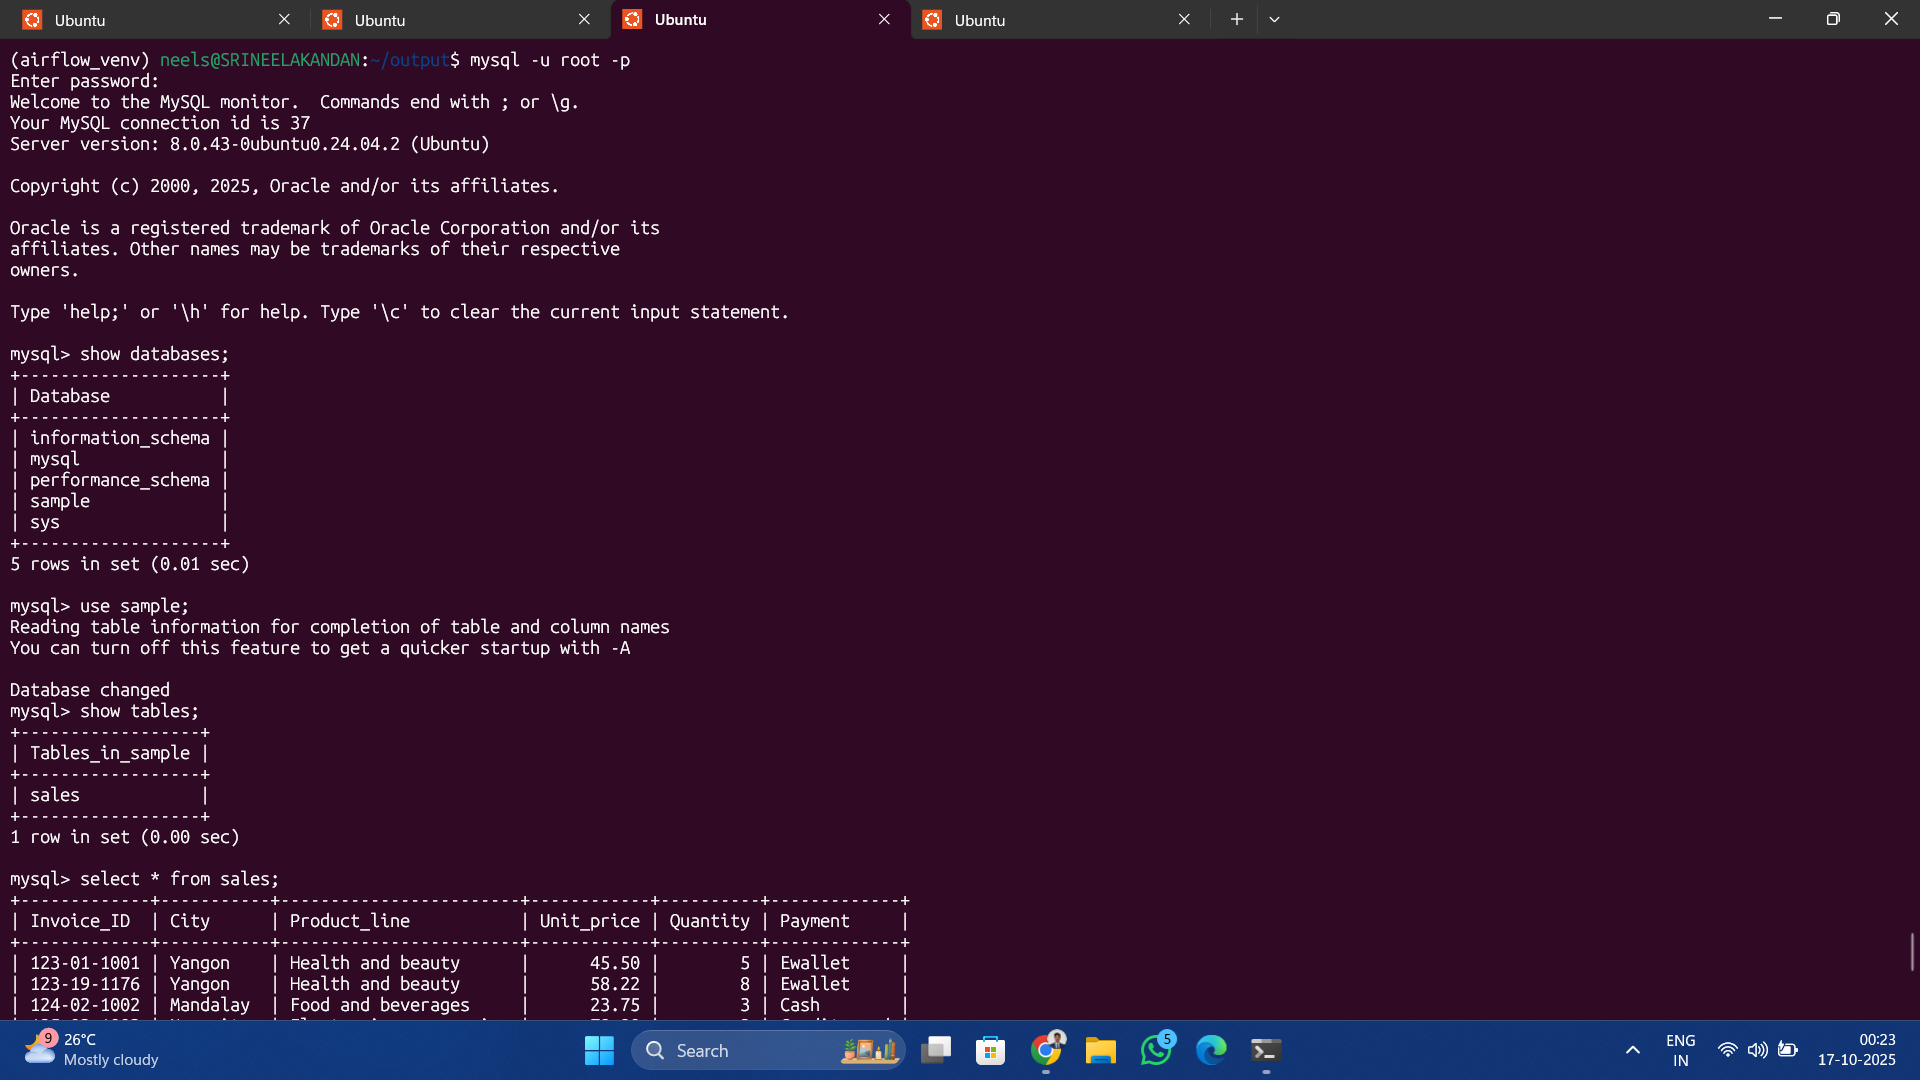 Ubuntu Ubuntu Ubuntu Ubuntu
(airflow_venv) neels@SRINEELAKANDAN:~/output$ mysql -u root -p
Enter password:
Welcome to the MySQL monitor.  Commands end with ; or \g.
Your MySQL connection id is 37
Server version: 8.0.43-0ubuntu0.24.04.2 (Ubuntu)

Copyright (c) 2000, 2025, Oracle and/or its affiliates.

Oracle is a registered trademark of Oracle Corporation and/or its
affiliates. Other names may be trademarks of their respective
owners.

Type 'help;' or '\h' for help. Type '\c' to clear the current input statement.

mysql> show databases;
+--------------------+
| Database           |
+--------------------+
| information_schema |
| mysql              |
| performance_schema |
| sample             |
| sys                |
+--------------------+
5 rows in set (0.01 sec)

mysql> use sample;
Reading table information for completion of table and column names
You can turn off this feature to get a quicker startup with -A

Database changed
mysql> show tables;
+------------------+
| Tables_in_sample |
+------------------+
| sales            |
+------------------+
1 row in set (0.00 sec)

mysql> select * from sales;
+-------------+-----------+------------------------+------------+----------+-------------+
| Invoice_ID  | City      | Product_line           | Unit_price | Quantity | Payment     |
+-------------+-----------+------------------------+------------+----------+-------------+
| 123-01-1001 | Yangon    | Health and beauty      |      45.50 |        5 | Ewallet     |
| 123-19-1176 | Yangon    | Health and beauty      |      58.22 |        8 | Ewallet     |
| 124-02-1002 | Mandalay  | Food and beverages     |      23.75 |        3 | Cash        |
9
26°C
Mostly cloudy
Search
5
ENG
IN
00:23
17-10-2025